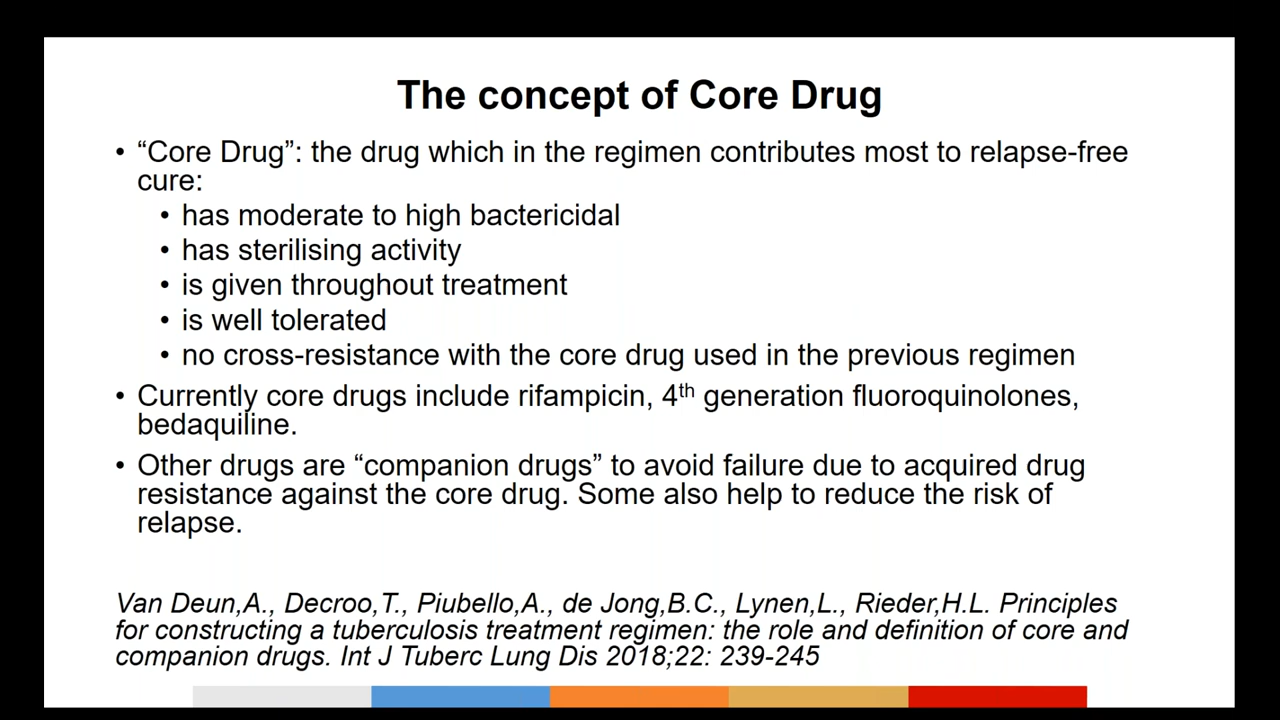 The concept of Core Drug
• “Core Drug”: the drug which in the regimen contributes most to relapse-free
cure:
• has moderate to high bactericidal
• has sterilising activity
• is given throughout treatment
• is well tolerated
• no cross-resistance with the core drug used in the previous regimen
• Currently core drugs include rifampicin, 4th generation fluoroquinolones,
bedaquiline.
• Other drugs are “companion drugs” to avoid failure due to acquired drug
resistance against the core drug. Some also help to reduce the risk of
relapse.
Van Deun,A., Decroo,T., Piubello,A., de Jong,B.C., Lynen,L., Rieder,H.L. Principles
for constructing a tuberculosis treatment regimen: the role and definition of core and
companion drugs. Int J Tuberc Lung Dis 2018;22: 239-245